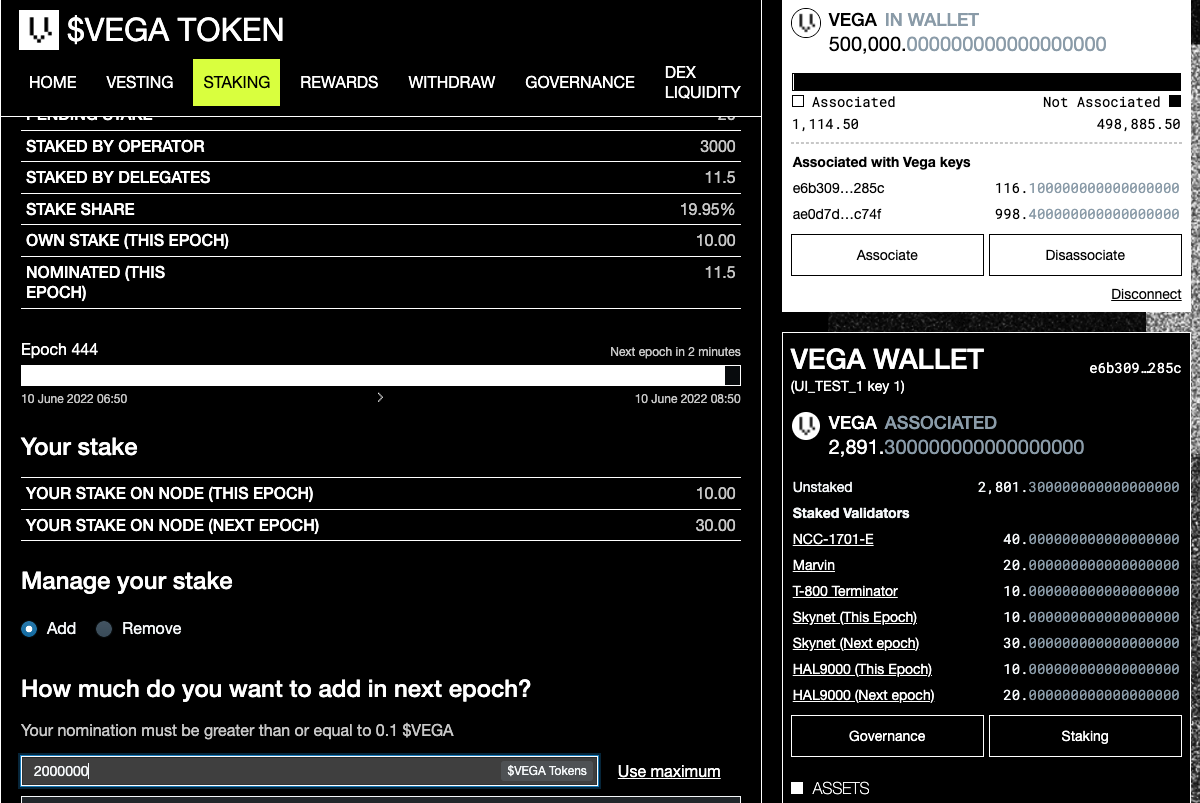 $VEGA TOKEN
HOME VESTING STAKING REWARDS WITHDRAW GOVERNANCE DEX LIQUIDITY
PENDING STAKE 20
STAKED BY OPERATOR 3000
STAKED BY DELEGATES 11.5
STAKE SHARE 19.95%
OWN STAKE (THIS EPOCH) 10.00
NOMINATED (THIS
EPOCH) 11.5
Epoch 444 Next epoch in 2 minutes
10 June 2022 06:50 10 June 2022 08:50
Your stake
YOUR STAKE ON NODE (THIS EPOCH) 10.00
YOUR STAKE ON NODE (NEXT EPOCH) 30.00
Manage your stake
Add Remove
How much do you want to add in next epoch?
Your nomination must be greater than or equal to 0.1 $VEGA
2000000 $VEGA Tokens Use maximum
VEGA IN WALLET
500,000.000000000000000000
Associated Not Associated
1,114.50 498,885.50
Associated with Vega keys
e6b309…285c 116.100000000000000000
ae0d7d…c74f 998.400000000000000000
Associate Disassociate
Disconnect
VEGA WALLET e6b309…285c
(UI_TEST_1 key 1)
VEGA ASSOCIATED
2,891.300000000000000000
Unstaked 2,801.300000000000000000
Staked Validators
NCC-1701-E 40.000000000000000000
Marvin 20.000000000000000000
T-800 Terminator 10.000000000000000000
Skynet (This Epoch) 10.000000000000000000
Skynet (Next epoch) 30.000000000000000000
HAL9000 (This Epoch) 10.000000000000000000
HAL9000 (Next epoch) 20.000000000000000000
Governance Staking
ASSETS